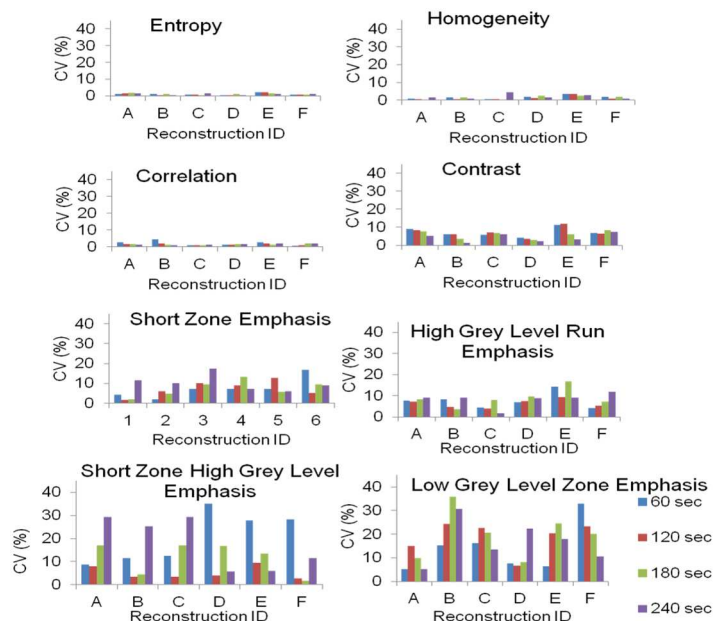 Entropy
CV (%)
40
30
20
10
0
A B C D E F
Reconstruction ID
Homogeneity
CV (%)
40
30
20
10
0
A B C D E F
Reconstruction ID
Correlation
CV (%)
40
30
20
10
0
A B C D E F
Reconstruction ID
Contrast
CV (%)
40
30
20
10
0
A B C D E F
Reconstruction ID
Short Zone Emphasis
CV (%)
40
30
20
10
0
1 2 3 4 5 6
Reconstruction ID
High Grey Level Run
Emphasis
CV (%)
40
30
20
10
0
A B C D E F
Reconstruction ID
Short Zone High Grey Level
Emphasis
CV (%)
40
30
20
10
0
A B C D E F
Reconstruction ID
Low Grey Level Zone Emphasis
CV (%)
40
30
20
10
0
A B C D E F
Reconstruction ID
60 sec
120 sec
180 sec
240 sec